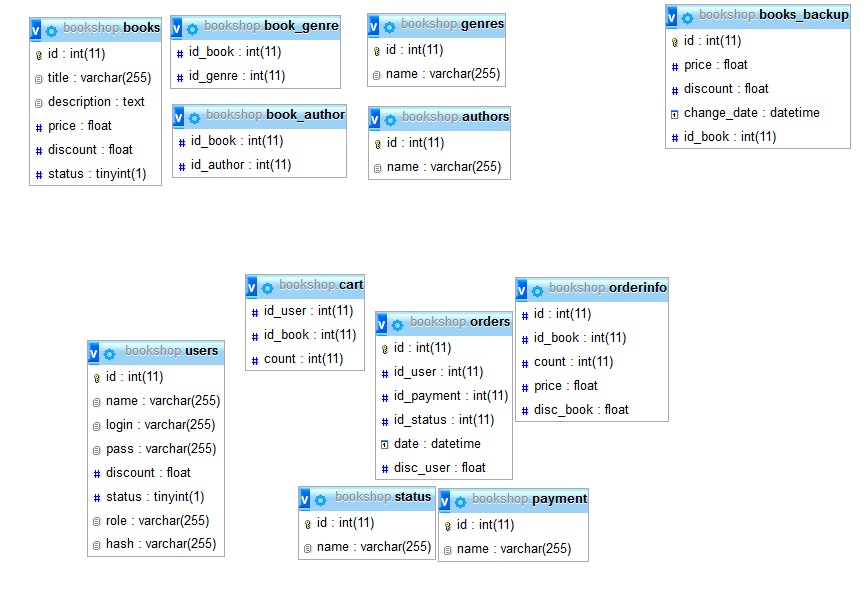 bookshop books
id : int(11)
title : varchar(255)
description : text
price : float
discount : float
status : tinyint(1)
bookshop book_genre
id_book : int(11)
id_genre : int(11)
bookshop book_author
id_book : int(11)
id_author : int(11)
bookshop genres
id : int(11)
name : varchar(255)
bookshop authors
id : int(11)
name : varchar(255)
bookshop books_backup
id : int(11)
price : float
discount : float
change_date : datetime
id_book : int(11)
bookshop users
id : int(11)
name : varchar(255)
login : varchar(255)
pass : varchar(255)
discount : float
status : tinyint(1)
role : varchar(255)
hash : varchar(255)
bookshop cart
id_user : int(11)
id_book : int(11)
count : int(11)
bookshop orders
id : int(11)
id_user : int(11)
id_payment : int(11)
id_status : int(11)
date : datetime
disc_user : float
bookshop orderinfo
id : int(11)
id_book : int(11)
count : int(11)
price : float
disc_book : float
bookshop status
id : int(11)
name : varchar(255)
bookshop payment
id : int(11)
name : varchar(255)